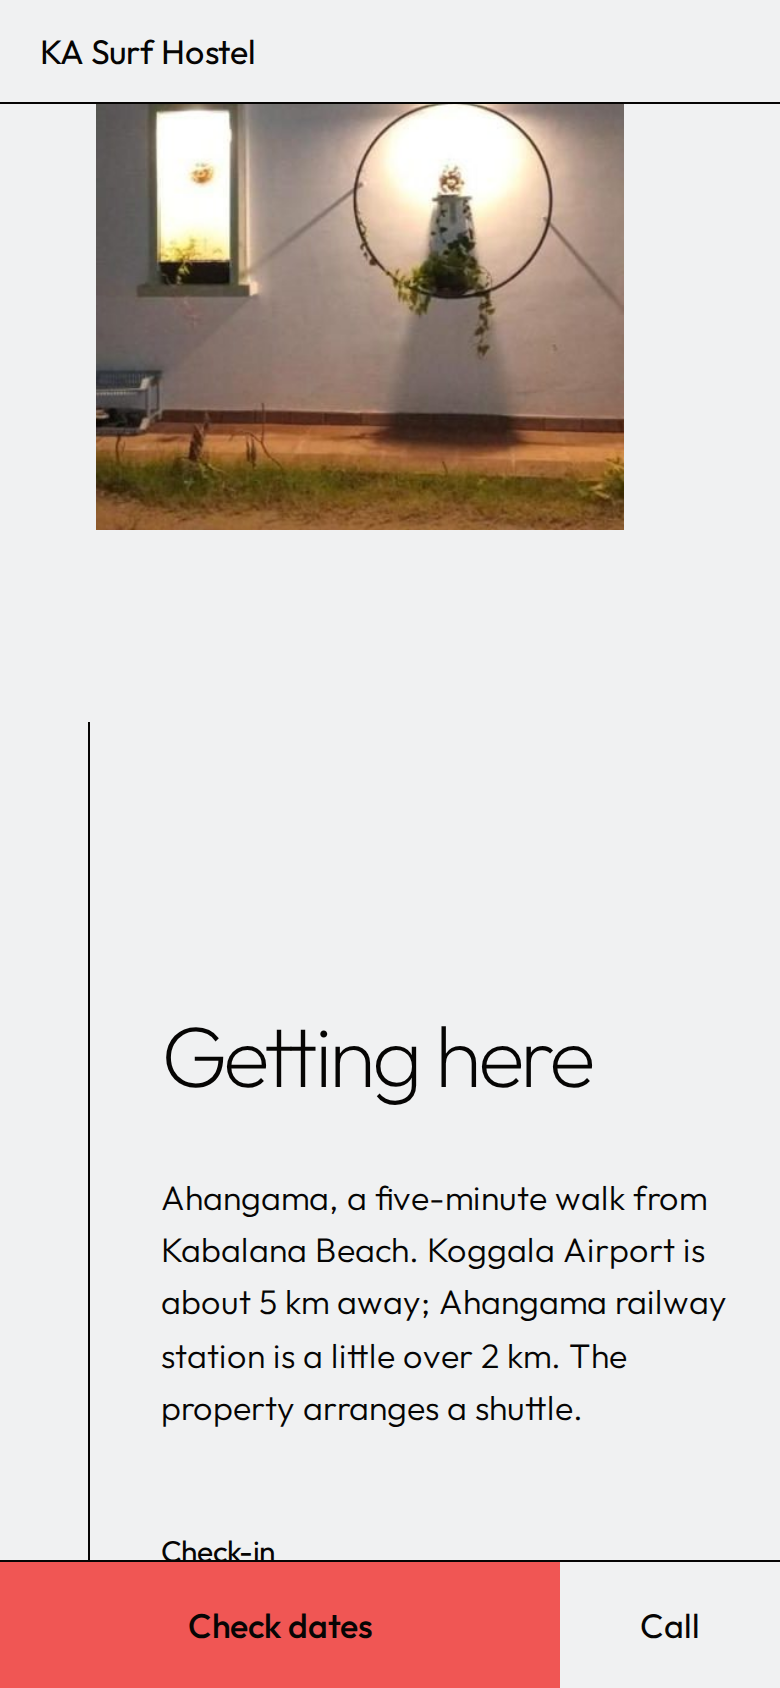 KA Surf Hostel
Getting here
Ahangama, a five-minute walk from
Kabalana Beach. Koggala Airport is
about 5 km away; Ahangama railway
station is a little over 2 km. The
property arranges a shuttle.
Check-in
Check dates
Call